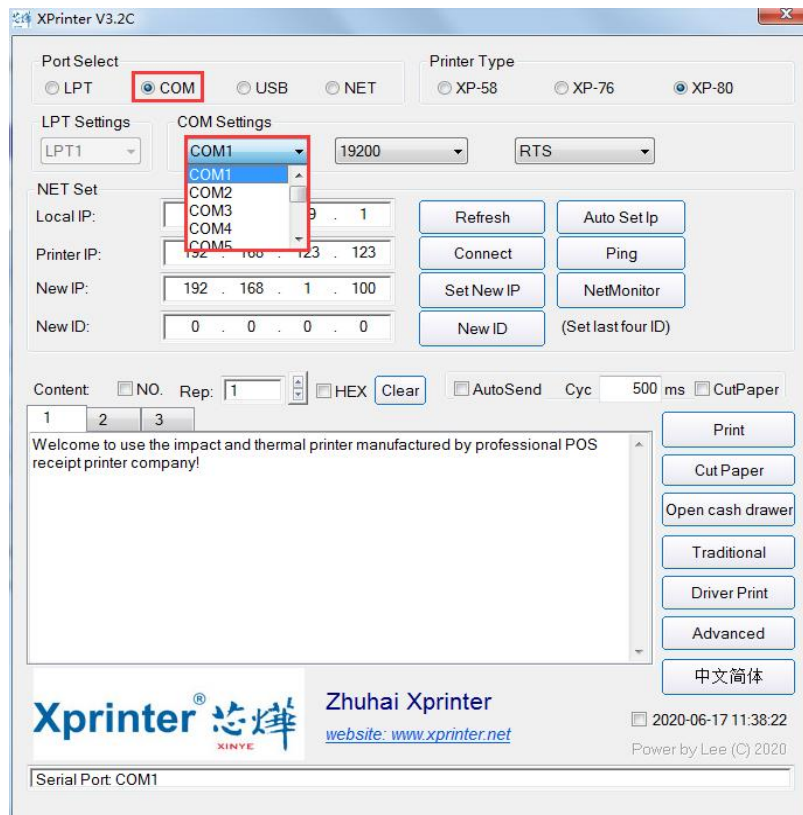 XPrinter V3.2C
Port Select
LPT COM USB NET
Printer Type
XP-58 XP-76 XP-80
LPT Settings
LPT1
COM Settings
COM1 19200 RTS
COM1
COM2
COM3
COM4
COM5
NET Set
Local IP: 9 . 1 Refresh Auto Set Ip
Printer IP: 192 . 168 . 123 . 123 Connect Ping
New IP: 192 . 168 . 1 . 100 Set New IP NetMonitor
New ID: 0 . 0 . 0 . 0 New ID (Set last four ID)
Content: NO. Rep: 1 HEX Clear AutoSend Cyc 500 ms CutPaper
1 2 3
Welcome to use the impact and thermal printer manufactured by professional POS
receipt printer company!
Print
Cut Paper
Open cash drawer
Traditional
Driver Print
Advanced
中文简体
Xprinter® 芯烨
XINYE
Zhuhai Xprinter
website: www.xprinter.net
2020-06-17 11:38:22
Power by Lee (C) 2020
Serial Port: COM1